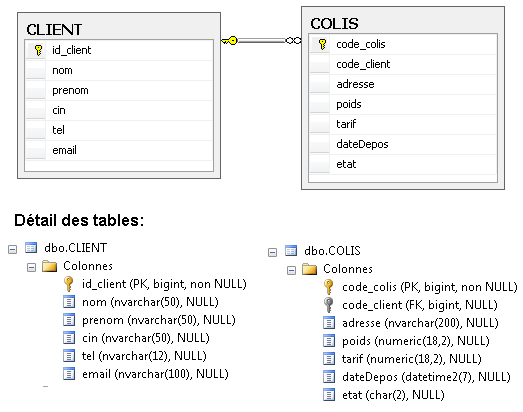 CLIENT
id_client
nom
prenom
cin
tel
email
COLIS
code_colis
code_client
adresse
poids
tarif
dateDepos
etat
Détail des tables:
dbo.CLIENT
Colonnes
id_client (PK, bigint, non NULL)
nom (nvarchar(50), NULL)
prenom (nvarchar(50), NULL)
cin (nvarchar(50), NULL)
tel (nvarchar(12), NULL)
email (nvarchar(100), NULL)
dbo.COLIS
Colonnes
code_colis (PK, bigint, non NULL)
code_client (FK, bigint, NULL)
adresse (nvarchar(200), NULL)
poids (numeric(18,2), NULL)
tarif (numeric(18,2), NULL)
dateDepos (datetime2(7), NULL)
etat (char(2), NULL)